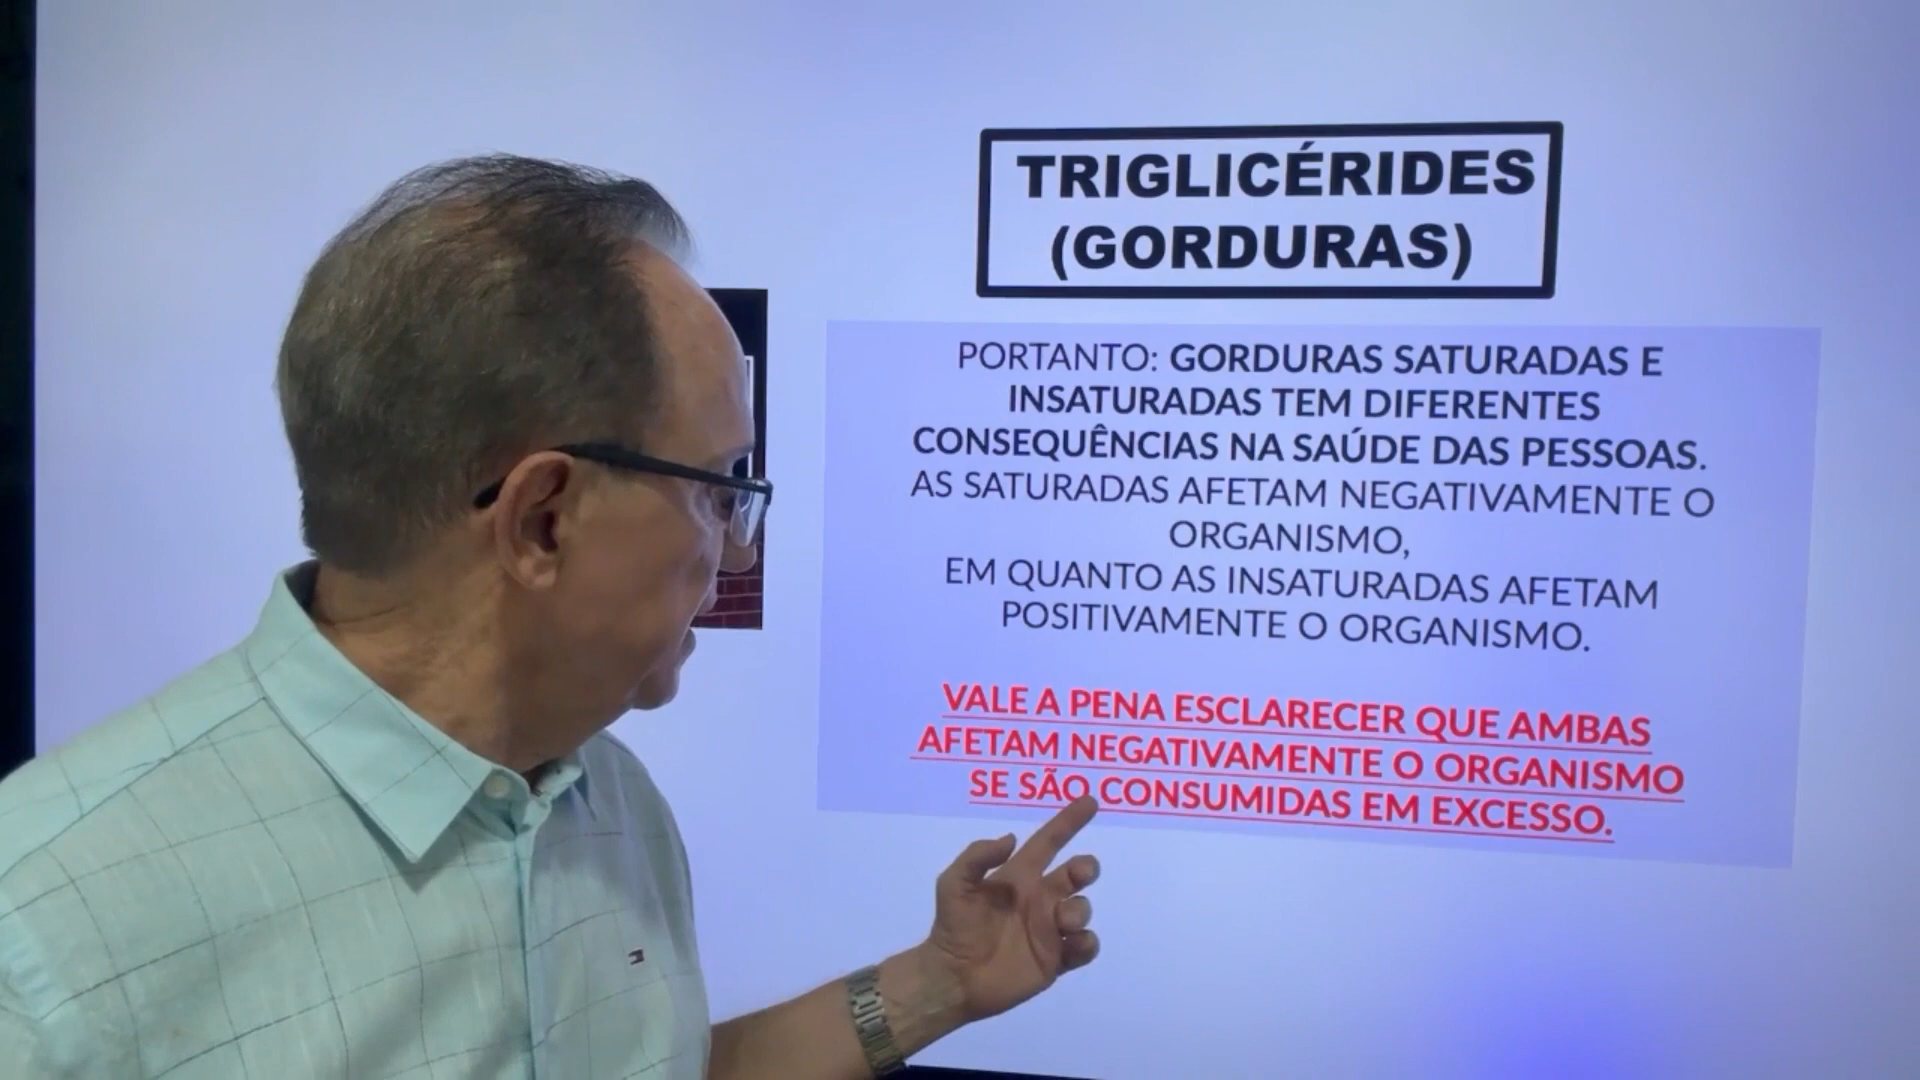 TRIGLICÉRIDES
(GORDURAS)
PORTANTO: GORDURAS SATURADAS E
INSATURADAS TEM DIFERENTES
CONSEQUÊNCIAS NA SAÚDE DAS PESSOAS.
AS SATURADAS AFETAM NEGATIVAMENTE O
ORGANISMO,
EM QUANTO AS INSATURADAS AFETAM
POSITIVAMENTE O ORGANISMO.
VALE A PENA ESCLARECER QUE AMBAS
AFETAM NEGATIVAMENTE O ORGANISMO
SE SÃO CONSUMIDAS EM EXCESSO.